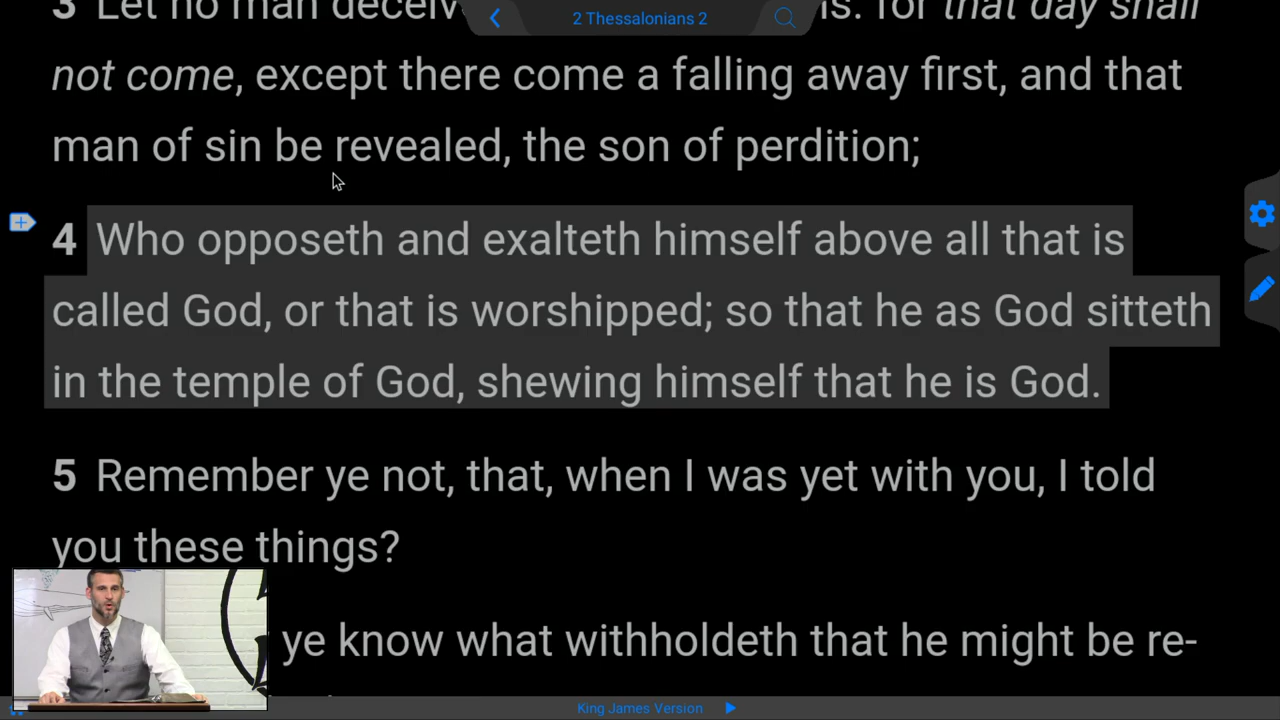 2 Thessalonians 2
3 Let no man deceiv
for that day shall
not come, except there come a falling away first, and that
man of sin be revealed, the son of perdition;
4 Who opposeth and exalteth himself above all that is
called God, or that is worshipped; so that he as God sitteth
in the temple of God, shewing himself that he is God.
5 Remember ye not, that, when I was yet with you, I told
you these things?
ye know what withholdeth that he might be re-
King James Version